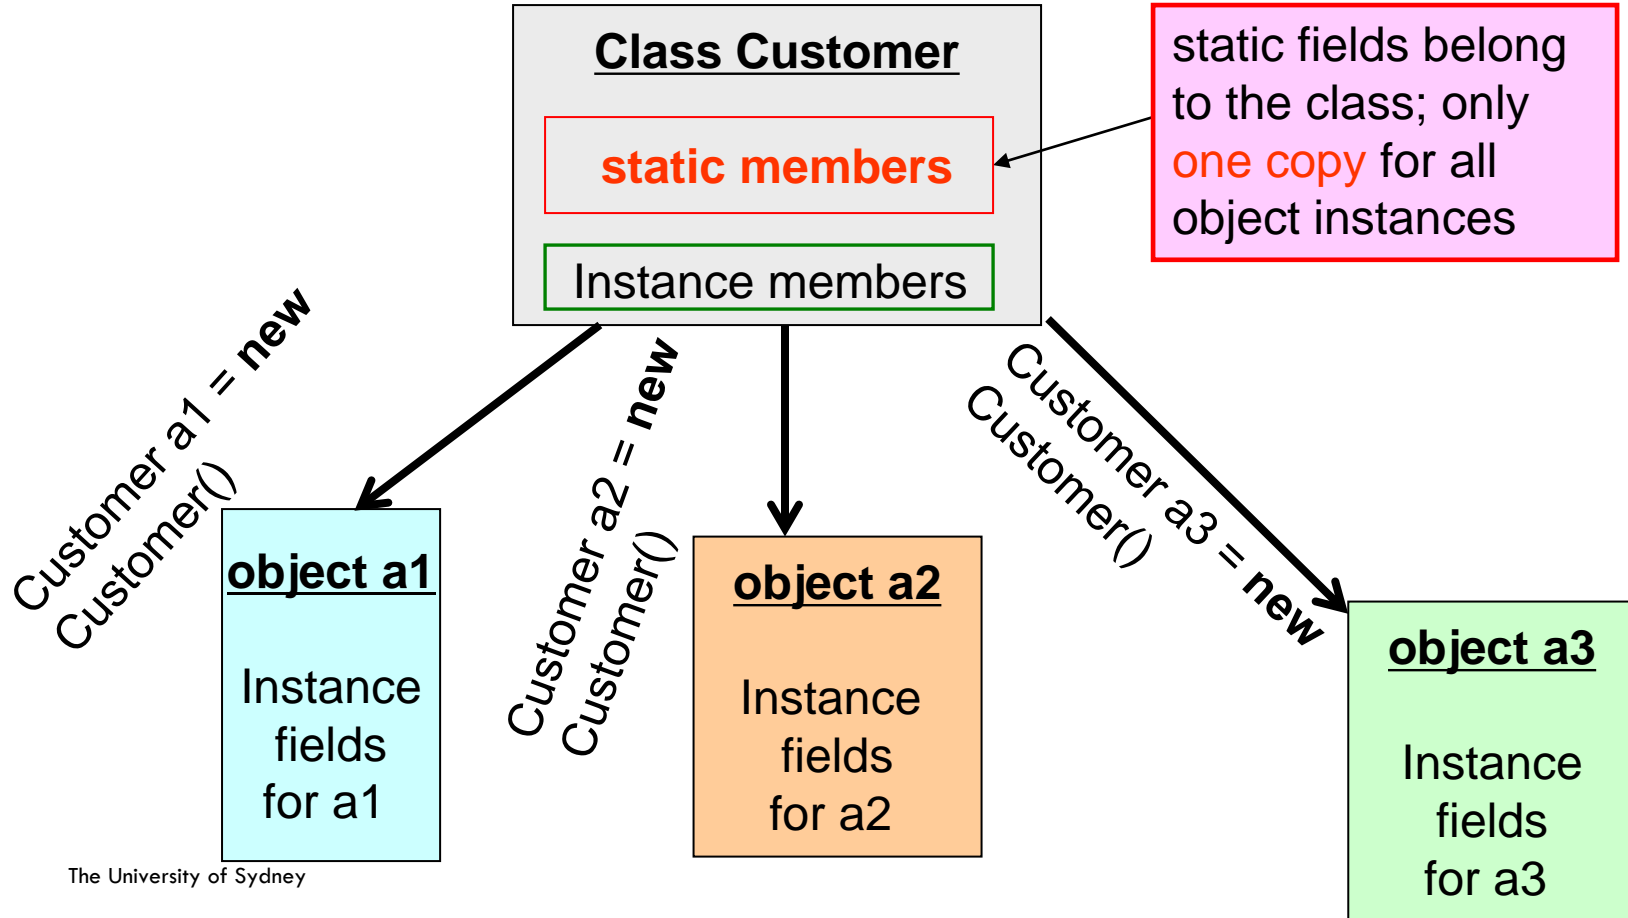 Class Customer
static members
Instance members
static fields belong
to the class; only
one copy for all
object instances
Customer a1 = new
Customer()
Customer a2 = new
Customer()
Customer a3 = new
Customer()
object a1
Instance
fields
for a1
object a2
Instance
fields
for a2
object a3
Instance
fields
for a3
The University of Sydney